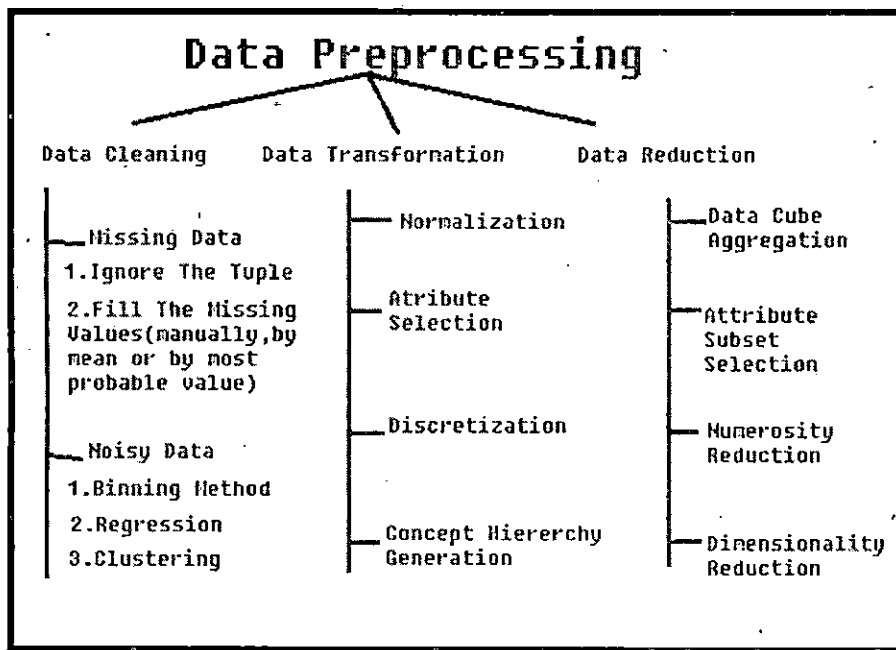 Data Preprocessing
Data Cleaning
Data Transformation
Data Reduction
Missing Data
1.Ignore The Tuple
2.Fill The Missing
Values(manually,by
mean or by most
probable value)
Noisy Data
1.Binning Method
2.Regression
3.Clustering
Normalization
Atribute
Selection
Discretization
Concept Hiererchy
Generation
Data Cube
Aggregation
Attribute
Subset
Selection
Numerosity
Reduction
Dimensionality
Reduction